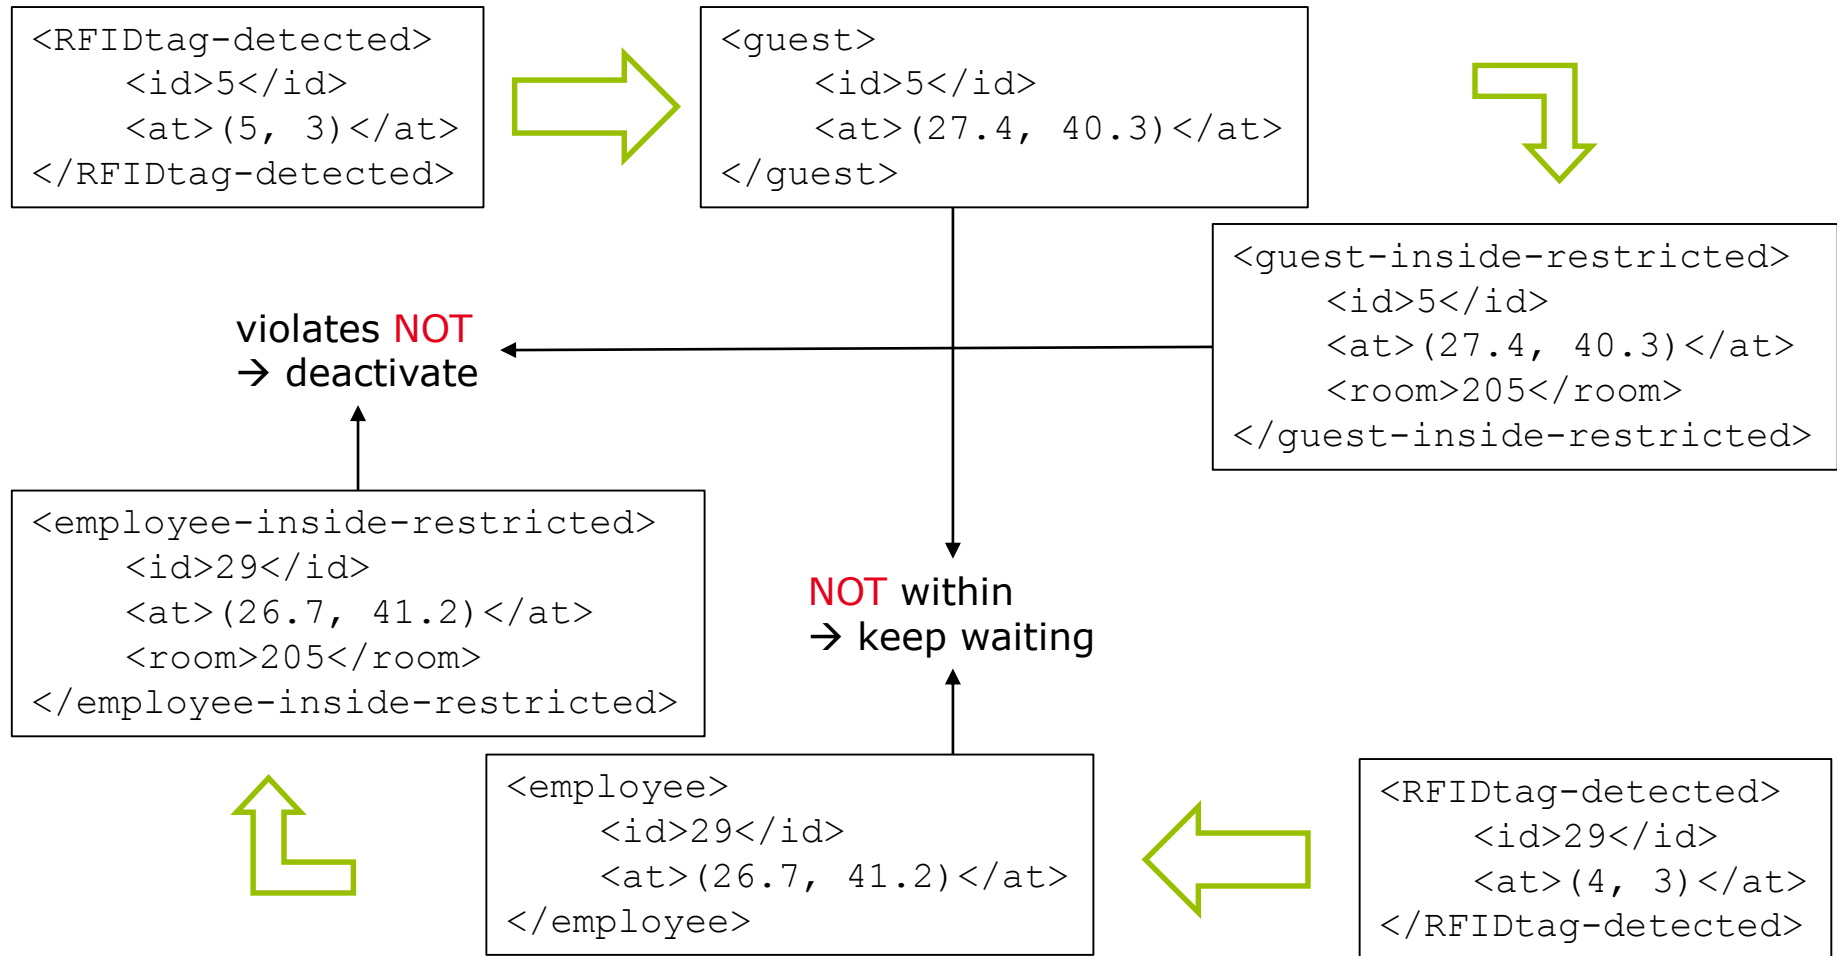 <RFIDtag-detected>
<id>5</id>
<at>(5, 3)</at>
</RFIDtag-detected>
<guest>
<id>5</id>
<at>(27.4, 40.3)</at>
</guest>
<guest-inside-restricted>
<id>5</id>
<at>(27.4, 40.3)</at>
<room>205</room>
</guest-inside-restricted>
violates NOT
→ deactivate
<employee-inside-restricted>
<id>29</id>
<at>(26.7, 41.2)</at>
<room>205</room>
</employee-inside-restricted>
NOT within
→ keep waiting
<employee>
<id>29</id>
<at>(26.7, 41.2)</at>
</employee>
<RFIDtag-detected>
<id>29</id>
<at>(4, 3)</at>
</RFIDtag-detected>